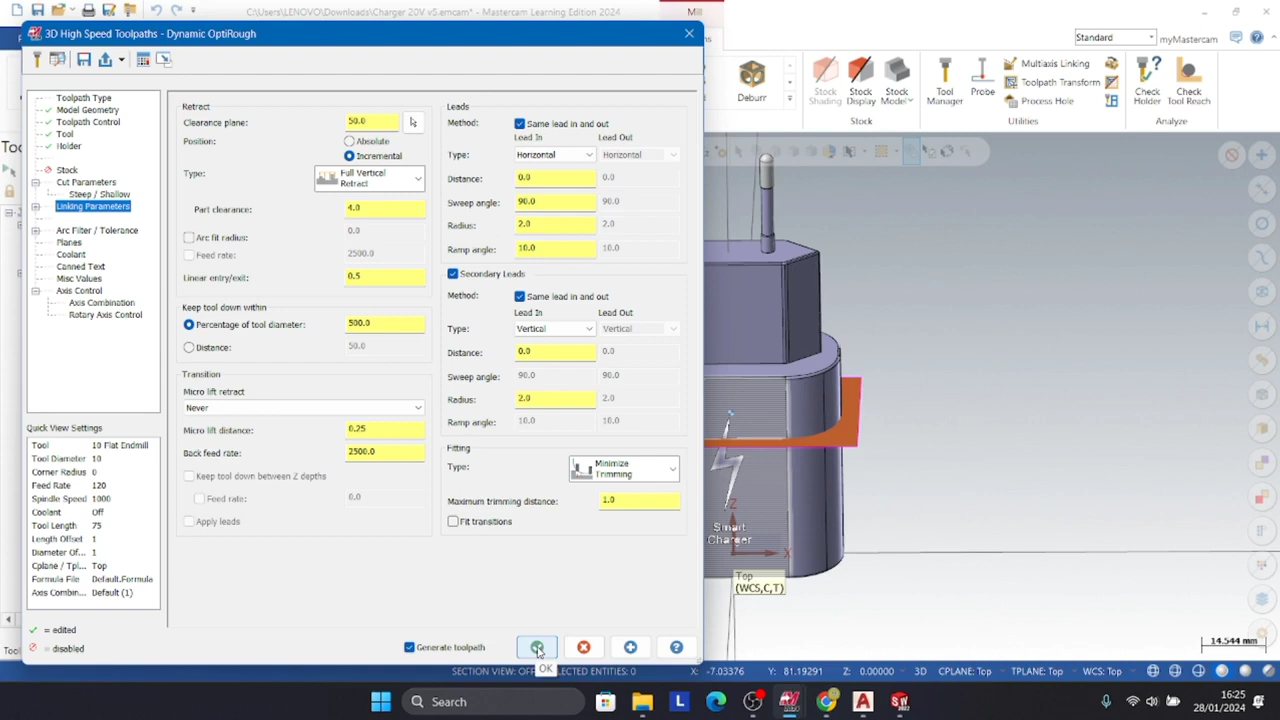 C:\Users\LENOVO\Downloads\Charger 20V v5.emcam* - Mastercam Learning Edition 2024
Mill
3D High Speed Toolpaths - Dynamic OptiRough
Standard
myMastercam
Toolpath Type
Model Geometry
Toolpath Control
Tool
Holder
Stock
Cut Parameters
Steep / Shallow
Linking Parameters
Arc Filter / Tolerance
Planes
Coolant
Canned Text
Misc Values
Axis Control
Axis Combination
Rotary Axis Control
Quick View Settings
Tool 10 Flat Endmill
Tool Diameter 10
Corner Radius 0
Feed Rate 120
Spindle Speed 1000
Coolant Off
Tool Length 75
Length Offset 1
Diameter Of... 1
Cplane / Tpl... Top
Formula File Default.Formula
Axis Combin... Default (1)
= edited
= disabled
Retract
Clearance plane: 50.0
Position: Absolute
Incremental
Type: Full Vertical Retract
Part clearance: 4.0
Arc fit radius: 0.0
Feed rate: 2500.0
Linear entry/exit: 0.5
Keep tool down within
Percentage of tool diameter: 500.0
Distance: 50.0
Transition
Micro lift retract
Never
Micro lift distance: 0.25
Back feed rate: 2500.0
Keep tool down between Z depths
Feed rate: 0.0
Apply leads
Leads
Method: Same lead in and out
Lead In Lead Out
Type: Horizontal Horizontal
Distance: 0.0 0.0
Sweep angle: 90.0 90.0
Radius: 2.0 2.0
Ramp angle: 10.0 10.0
Secondary Leads
Method: Same lead in and out
Lead In Lead Out
Type: Vertical Vertical
Distance: 0.0 0.0
Sweep angle: 90.0 90.0
Radius: 2.0 2.0
Ramp angle: 10.0 10.0
Fitting
Type: Minimize Trimming
Maximum trimming distance: 1.0
Fit transitions
Generate toolpath
OK
Deburr
Stock Shading
Stock Display
Stock Model
Stock
Tool Manager
Probe
Multiaxis Linking
Toolpath Transform
Process Hole
Utilities
Check Holder
Check Tool Reach
Analyze
Smart
Charger
Z
X
Top
(WCS,C,T)
14.544 mm
SECTION VIEW: OFF
ELECTED ENTITIES: 0
X: -7.03376 Y: 81.19291 Z: 0.00000 3D CPLANE: Top TPLANE: Top WCS: Top
Search
16:25
28/01/2024